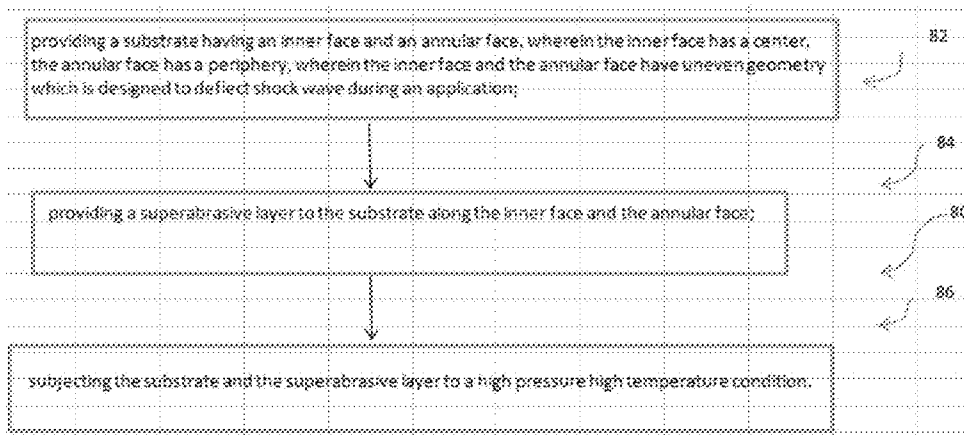 providing a substrate having an inner face and an annular face, wherein the inner face has a center,
the annular face has a periphery, wherein the inner face and the annular face have uneven geometry
which is designed to deflect shock wave during an application;
82
84
providing a superabrasive layer to the substrate along the inner face and the annular face;
80
86
subjecting the substrate and the superabrasive layer to a high pressure high temperature condition.